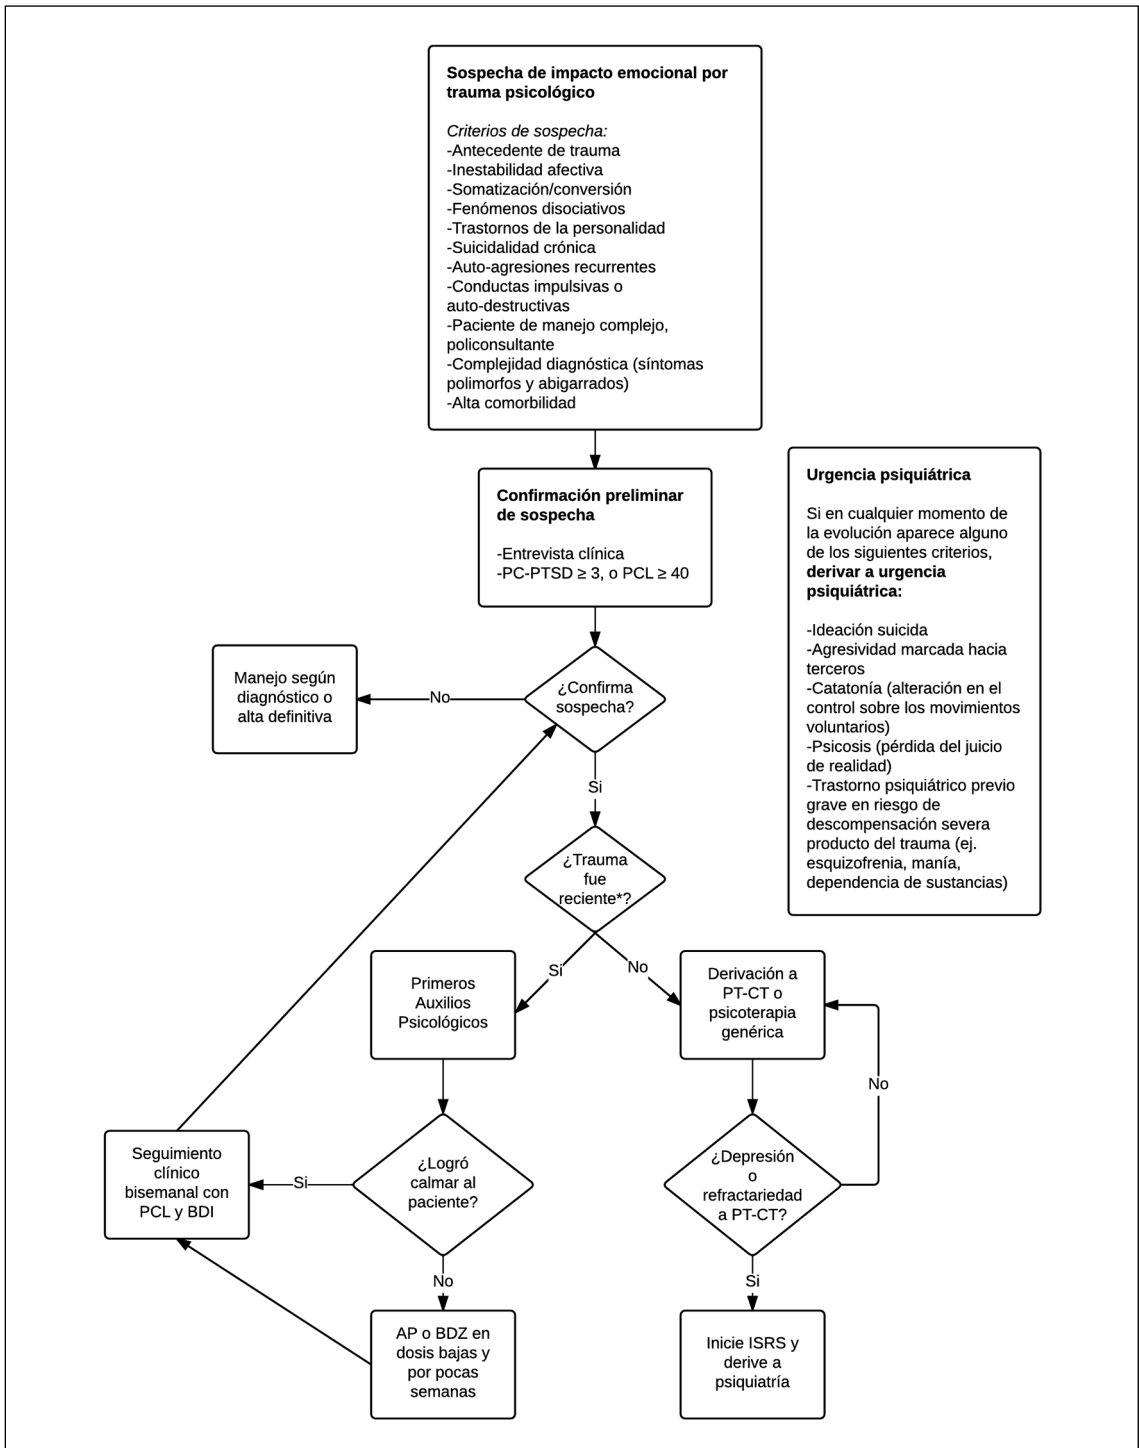 Sospecha de impacto emocional por
trauma psicológico
Criterios de sospecha:
-Antecedente de trauma
-Inestabilidad afectiva
-Somatización/conversión
-Fenómenos disociativos
-Trastornos de la personalidad
-Suicidalidad crónica
-Auto-agresiones recurrentes
-Conductas impulsivas o
auto-destructivas
-Paciente de manejo complejo,
policonsultante
-Complejidad diagnóstica (síntomas
polimorfos y abigarrados)
-Alta comorbilidad
Confirmación preliminar
de sospecha
-Entrevista clínica
-PC-PTSD ≥ 3, o PCL ≥ 40
Urgencia psiquiátrica
Si en cualquier momento de
la evolución aparece alguno
de los siguientes criterios,
derivar a urgencia
psiquiátrica:
-Ideación suicida
-Agresividad marcada hacia
terceros
-Catatonía (alteración en el
control sobre los movimientos
voluntarios)
-Psicosis (pérdida del juicio
de realidad)
-Trastorno psiquiátrico previo
grave en riesgo de
descompensación severa
producto del trauma (ej.
esquizofrenia, manía,
dependencia de sustancias)
¿Confirma
sospecha?
No
Manejo según
diagnóstico o
alta definitiva
Si
¿Trauma
fue
reciente*?
Si
No
Primeros
Auxilios
Psicológicos
Derivación a
PT-CT o
psicoterapia
genérica
No
¿Logró
calmar al
paciente?
Si
Seguimiento
clínico
bisemanal con
PCL y BDI
¿Depresión
o
refractariedad
a PT-CT?
No
Si
AP o BDZ en
dosis bajas y
por pocas
semanas
Inicie ISRS y
derive a
psiquiatría